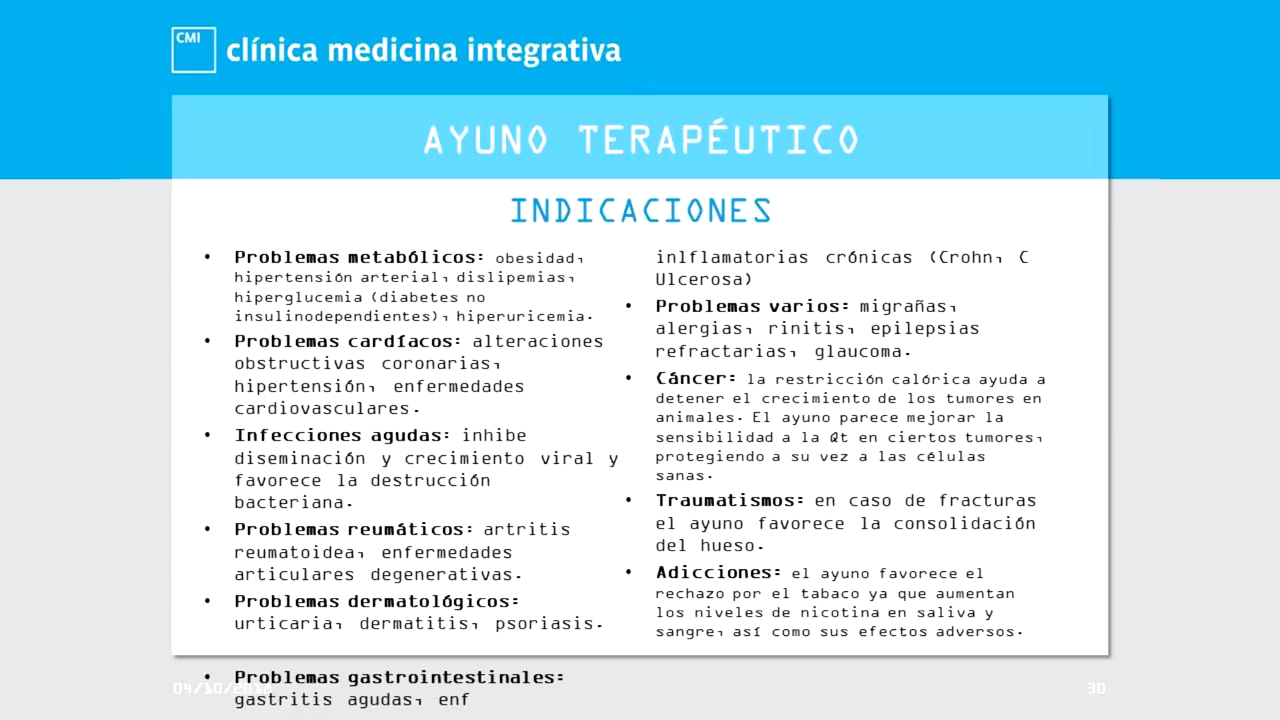 CMI
clínica medicina integrativa
AYUNO TERAPÉUTICO
INDICACIONES
• Problemas metabólicos: obesidad,
hipertensión arterial, dislipemias,
hiperglucemia (diabetes no
insulinodependientes), hiperuricemia.
• Problemas cardíacos: alteraciones
obstructivas coronarias,
hipertensión, enfermedades
cardiovasculares.
• Infecciones agudas: inhibe
diseminación y crecimiento viral y
favorece la destrucción
bacteriana.
• Problemas reumáticos: artritis
reumatoidea, enfermedades
articulares degenerativas.
• Problemas dermatológicos:
urticaria, dermatitis, psoriasis.
• Problemas gastrointestinales:
gastritis agudas, enf
inlflamatorias crónicas (Crohn, C
Ulcerosa)
• Problemas varios: migrañas,
alergias, rinitis, epilepsias
refractarias, glaucoma.
• Cáncer: la restricción calórica ayuda a
detener el crecimiento de los tumores en
animales. El ayuno parece mejorar la
sensibilidad a la Qt en ciertos tumores,
protegiendo a su vez a las células
sanas.
• Traumatismos: en caso de fracturas
el ayuno favorece la consolidación
del hueso.
• Adicciones: el ayuno favorece el
rechazo por el tabaco ya que aumentan
los niveles de nicotina en saliva y
sangre, así como sus efectos adversos.
04/10/2018
30